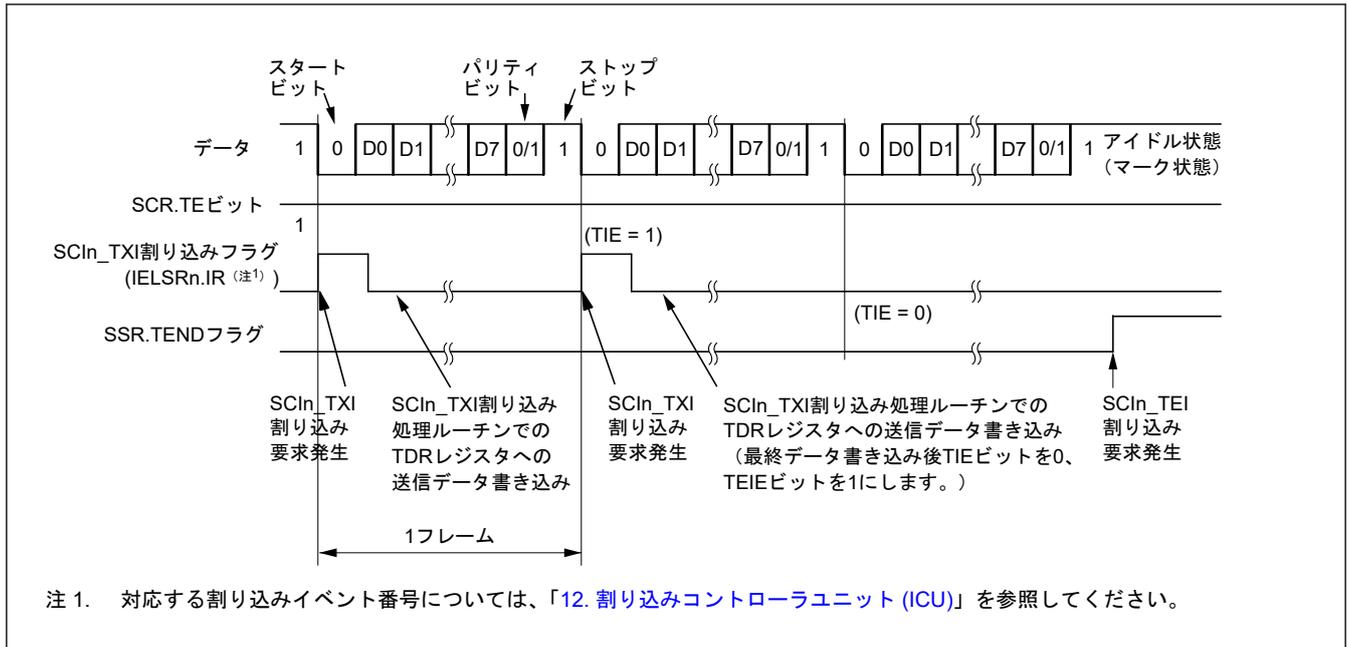 スタート
ビット
パリティ
ビット
ストップ
ビット
データ
1 0 D0 D1 D7 0/1 1 0 D0 D1 D7 0/1 1 0 D0 D1 D7 0/1 1
アイドル状態
(マーク状態)
SCR.TEビット
1
SCIn_TXI割り込みフラグ
(IELSRn.IR (注1) )
(TIE = 1)
(TIE = 0)
SSR.TENDフラグ
SCIn_TXI
割り込み
要求発生
SCIn_TXI割り込み
処理ルーチンでの
TDRレジスタへの
送信データ書き込み
SCIn_TXI
割り込み
要求発生
SCIn_TXI割り込み処理ルーチンでの
TDRレジスタへの送信データ書き込み
(最終データ書き込み後TIEビットを0、
TEIEビットを1にします。)
SCIn_TEI
割り込み
要求発生
1フレーム
注 1. 対応する割り込みイベント番号については、「12. 割り込みコントローラユニット (ICU)」を参照してください。